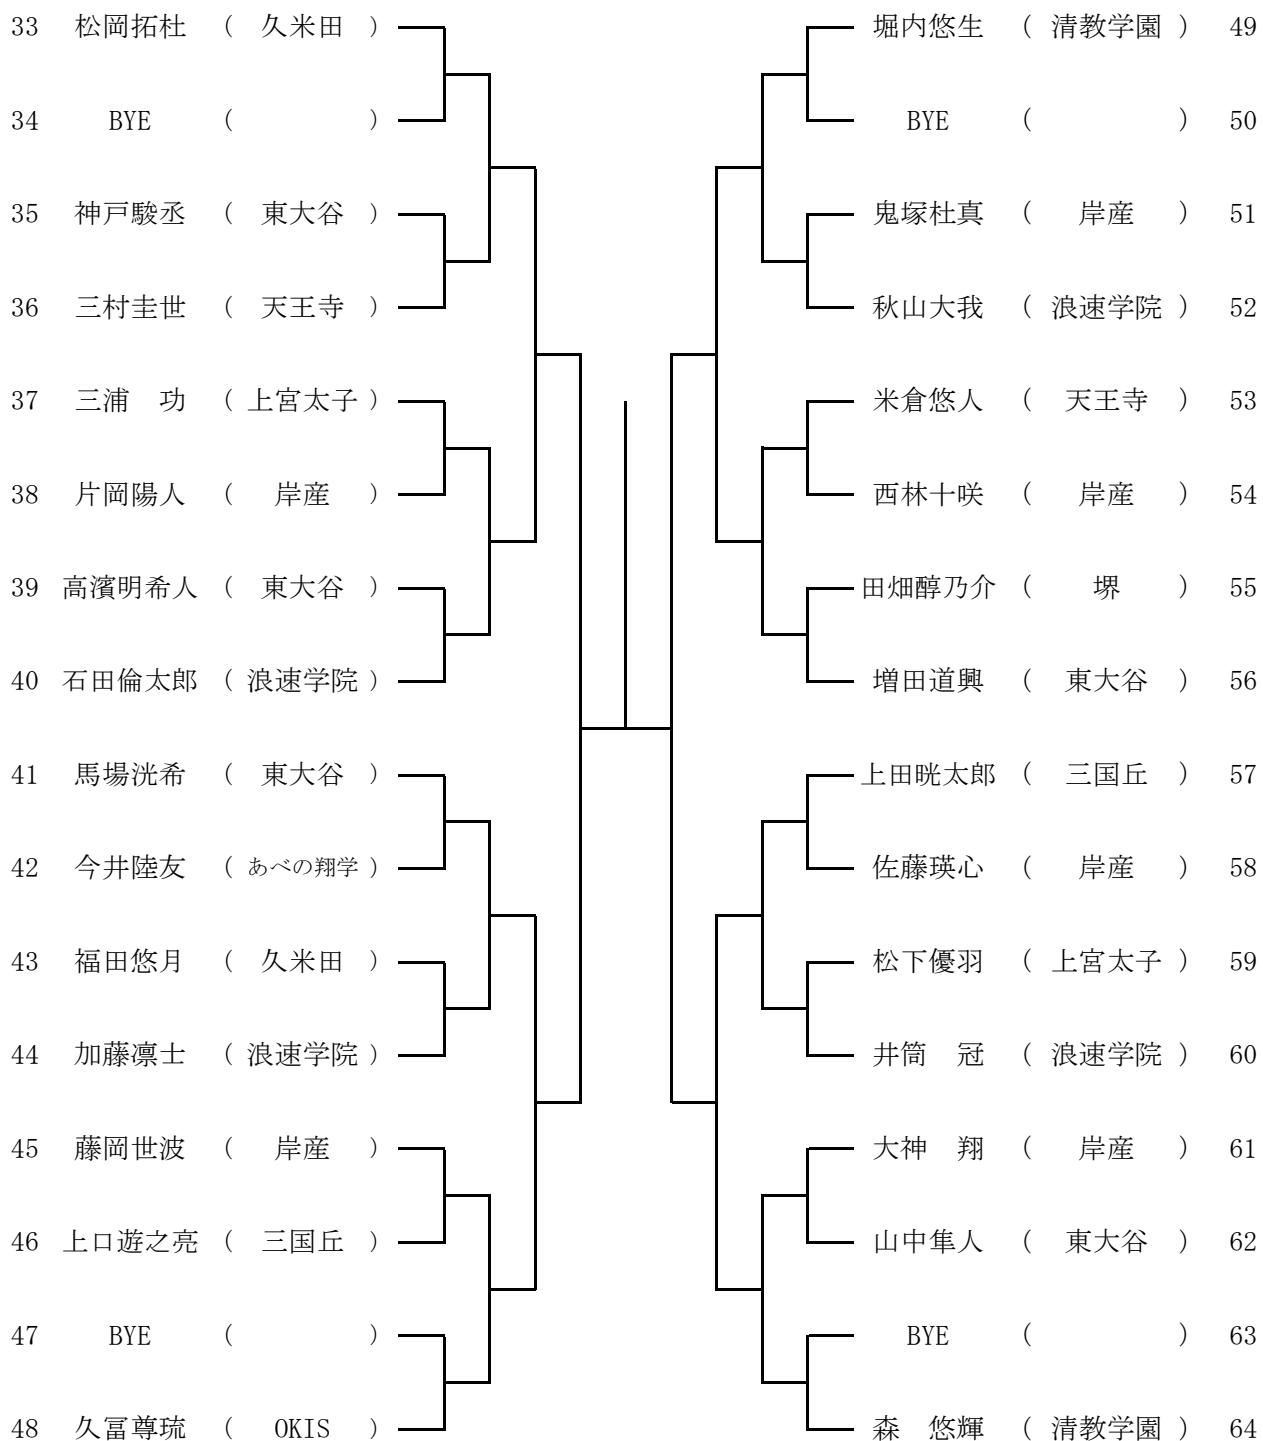 33 松岡拓杜 ( 久米田 )
34 BYE ( )
35 神戸駿丞 ( 東大谷 )
36 三村圭世 ( 天王寺 )
37 三浦　功 ( 上宮太子 )
38 片岡陽人 ( 岸産 )
39 高濱明希人 ( 東大谷 )
40 石田倫太郎 ( 浪速学院 )
41 馬場洸希 ( 東大谷 )
42 今井陸友 ( あべの翔学 )
43 福田悠月 ( 久米田 )
44 加藤凛士 ( 浪速学院 )
45 藤岡世波 ( 岸産 )
46 上口遊之亮 ( 三国丘 )
47 BYE ( )
48 久冨尊琉 ( OKIS )
堀内悠生 ( 清教学園 ) 49
BYE ( ) 50
鬼塚杜真 ( 岸産 ) 51
秋山大我 ( 浪速学院 ) 52
米倉悠人 ( 天王寺 ) 53
西林十咲 ( 岸産 ) 54
田畑醇乃介 ( 堺 ) 55
増田道興 ( 東大谷 ) 56
上田晄太郎 ( 三国丘 ) 57
佐藤瑛心 ( 岸産 ) 58
松下優羽 ( 上宮太子 ) 59
井筒　冠 ( 浪速学院 ) 60
大神　翔 ( 岸産 ) 61
山中隼人 ( 東大谷 ) 62
BYE ( ) 63
森　悠輝 ( 清教学園 ) 64